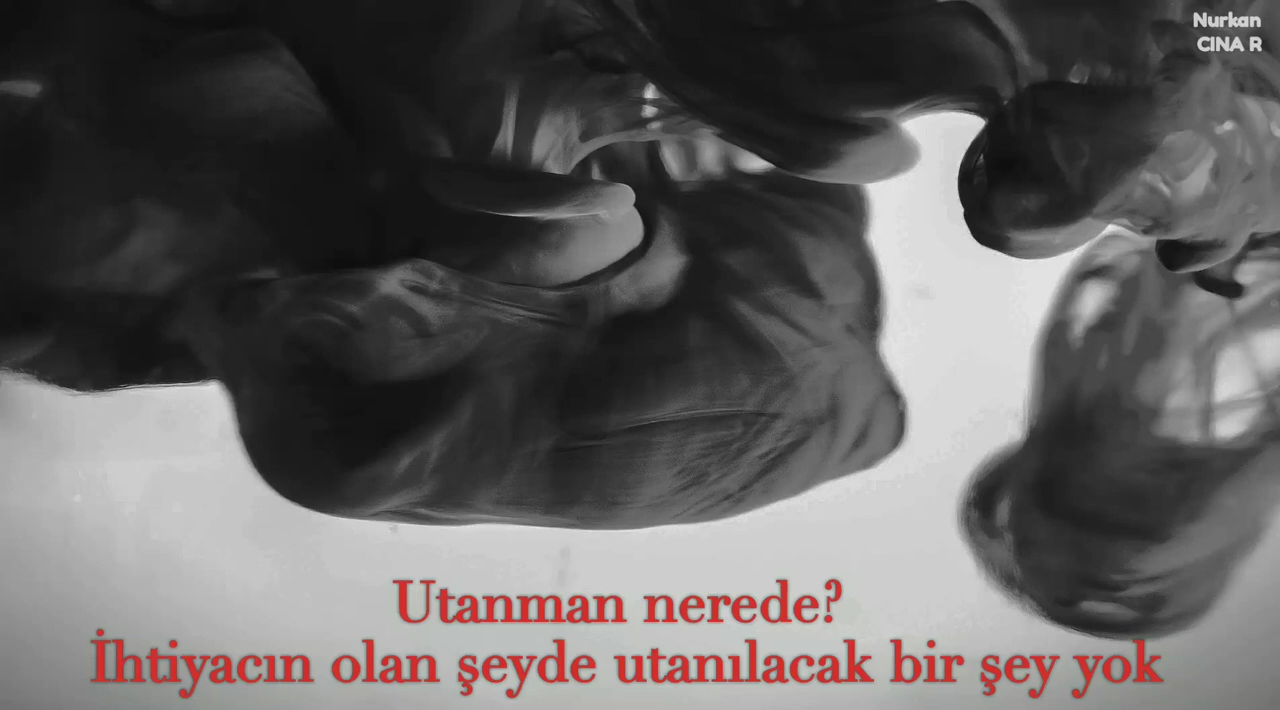 Nurkan
CINA R
Utanman nerede?
İhtiyacın olan şeyde utanılacak bir şey yok